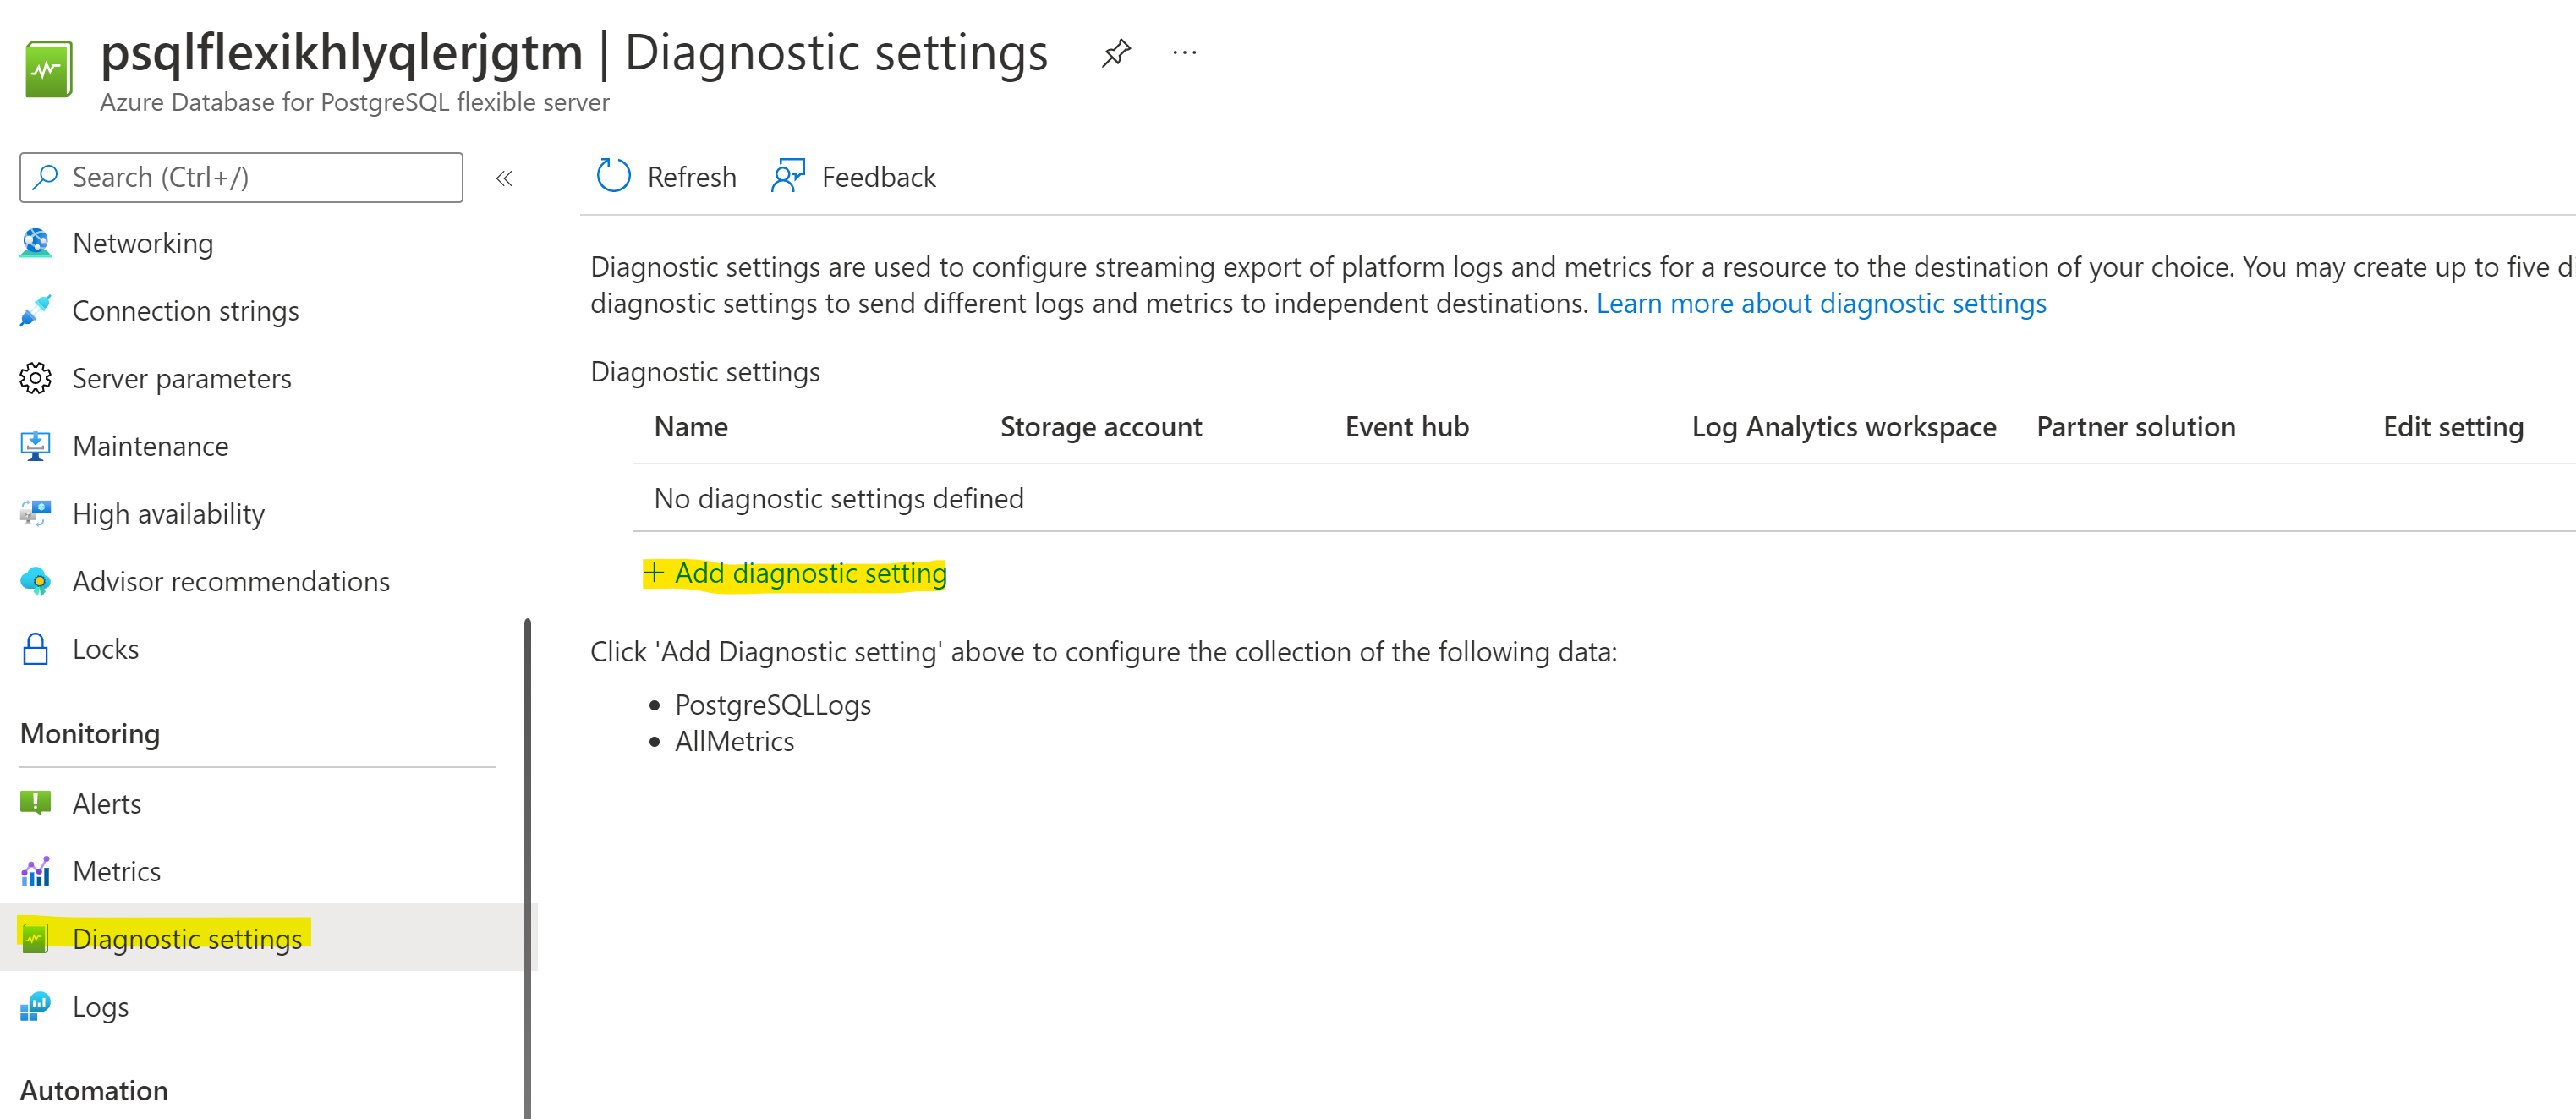 psqlflexikhlyqlerjgtm | Diagnostic settings
Azure Database for PostgreSQL flexible server
Search (Ctrl+/)
Networking
Connection strings
Server parameters
Maintenance
High availability
Advisor recommendations
Locks
Monitoring
Alerts
Metrics
Diagnostic settings
Logs
Automation
Refresh Feedback
Diagnostic settings are used to configure streaming export of platform logs and metrics for a resource to the destination of your choice. You may create up to five di
diagnostic settings to send different logs and metrics to independent destinations. Learn more about diagnostic settings
Diagnostic settings
Name Storage account Event hub Log Analytics workspace Partner solution Edit setting
No diagnostic settings defined
+ Add diagnostic setting
Click 'Add Diagnostic setting' above to configure the collection of the following data:
• PostgreSQLLogs
• AllMetrics